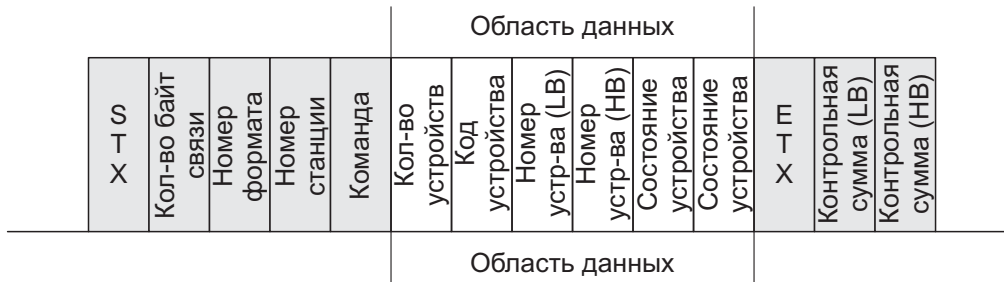 Область данных
S
T
X
Кол-во байт
связи
Номер
формата
Номер
станции
Команда
Кол-во
устройств
Код
устройства
Номер
устр-ва (LB)
Номер
устр-ва (HB)
Состояние
устройства
Состояние
устройства
E
T
X
Контрольная
сумма (LB)
Контрольная
сумма (HB)
Область данных